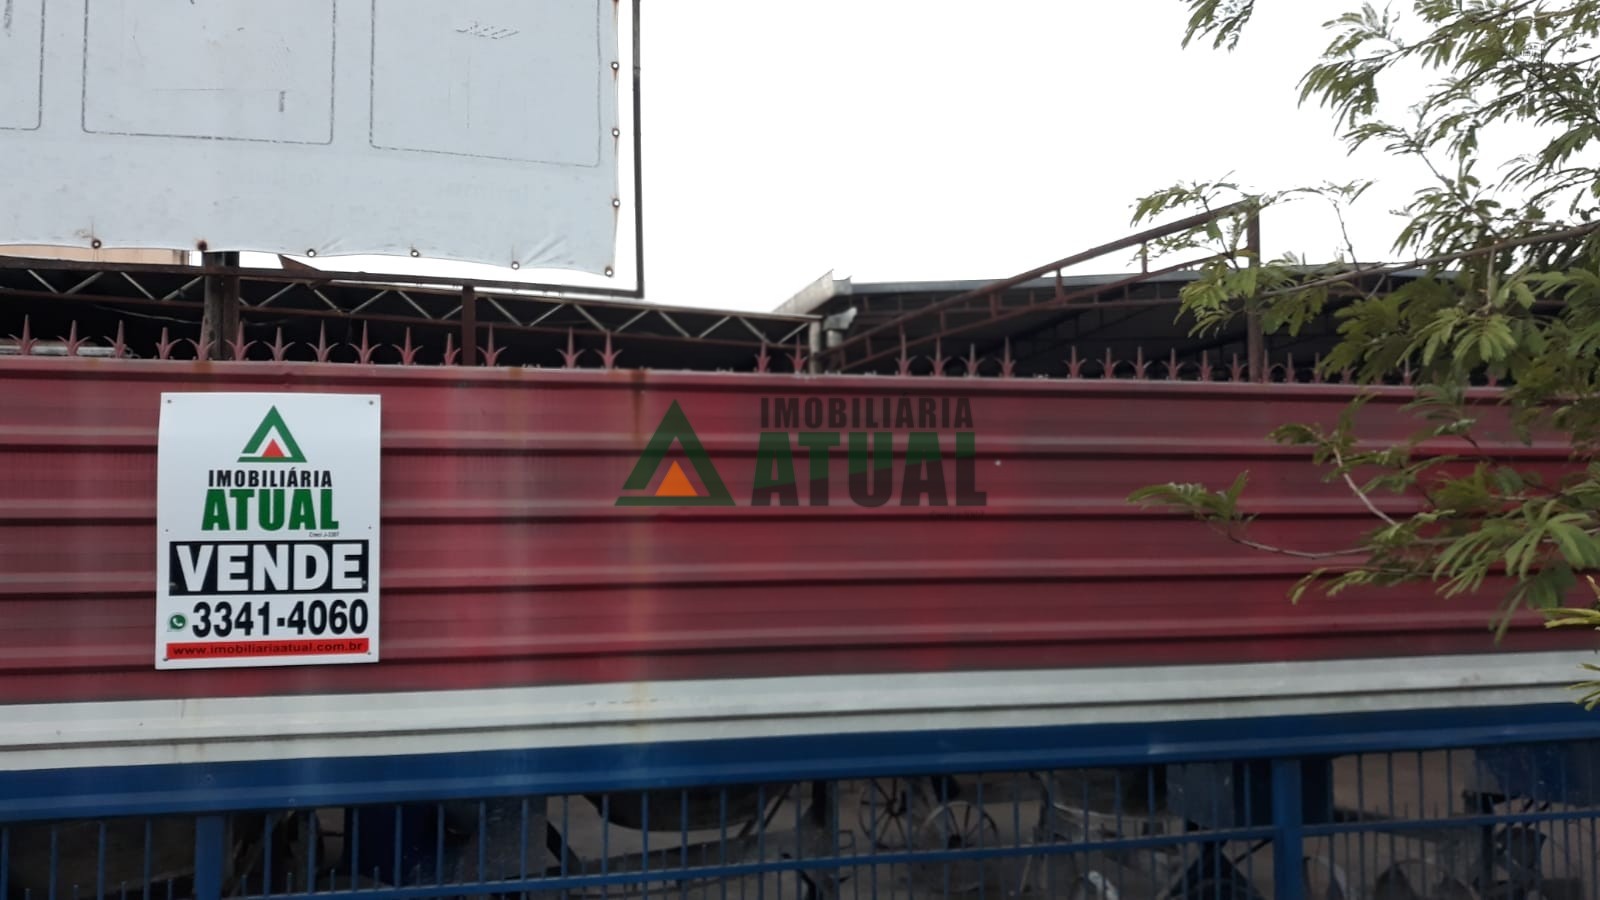 IMOBILIÁRIA
ATUAL
VENDE
3341-4060
www.imobiliariaatual.com.br
IMOBILIÁRIA
ATUAL